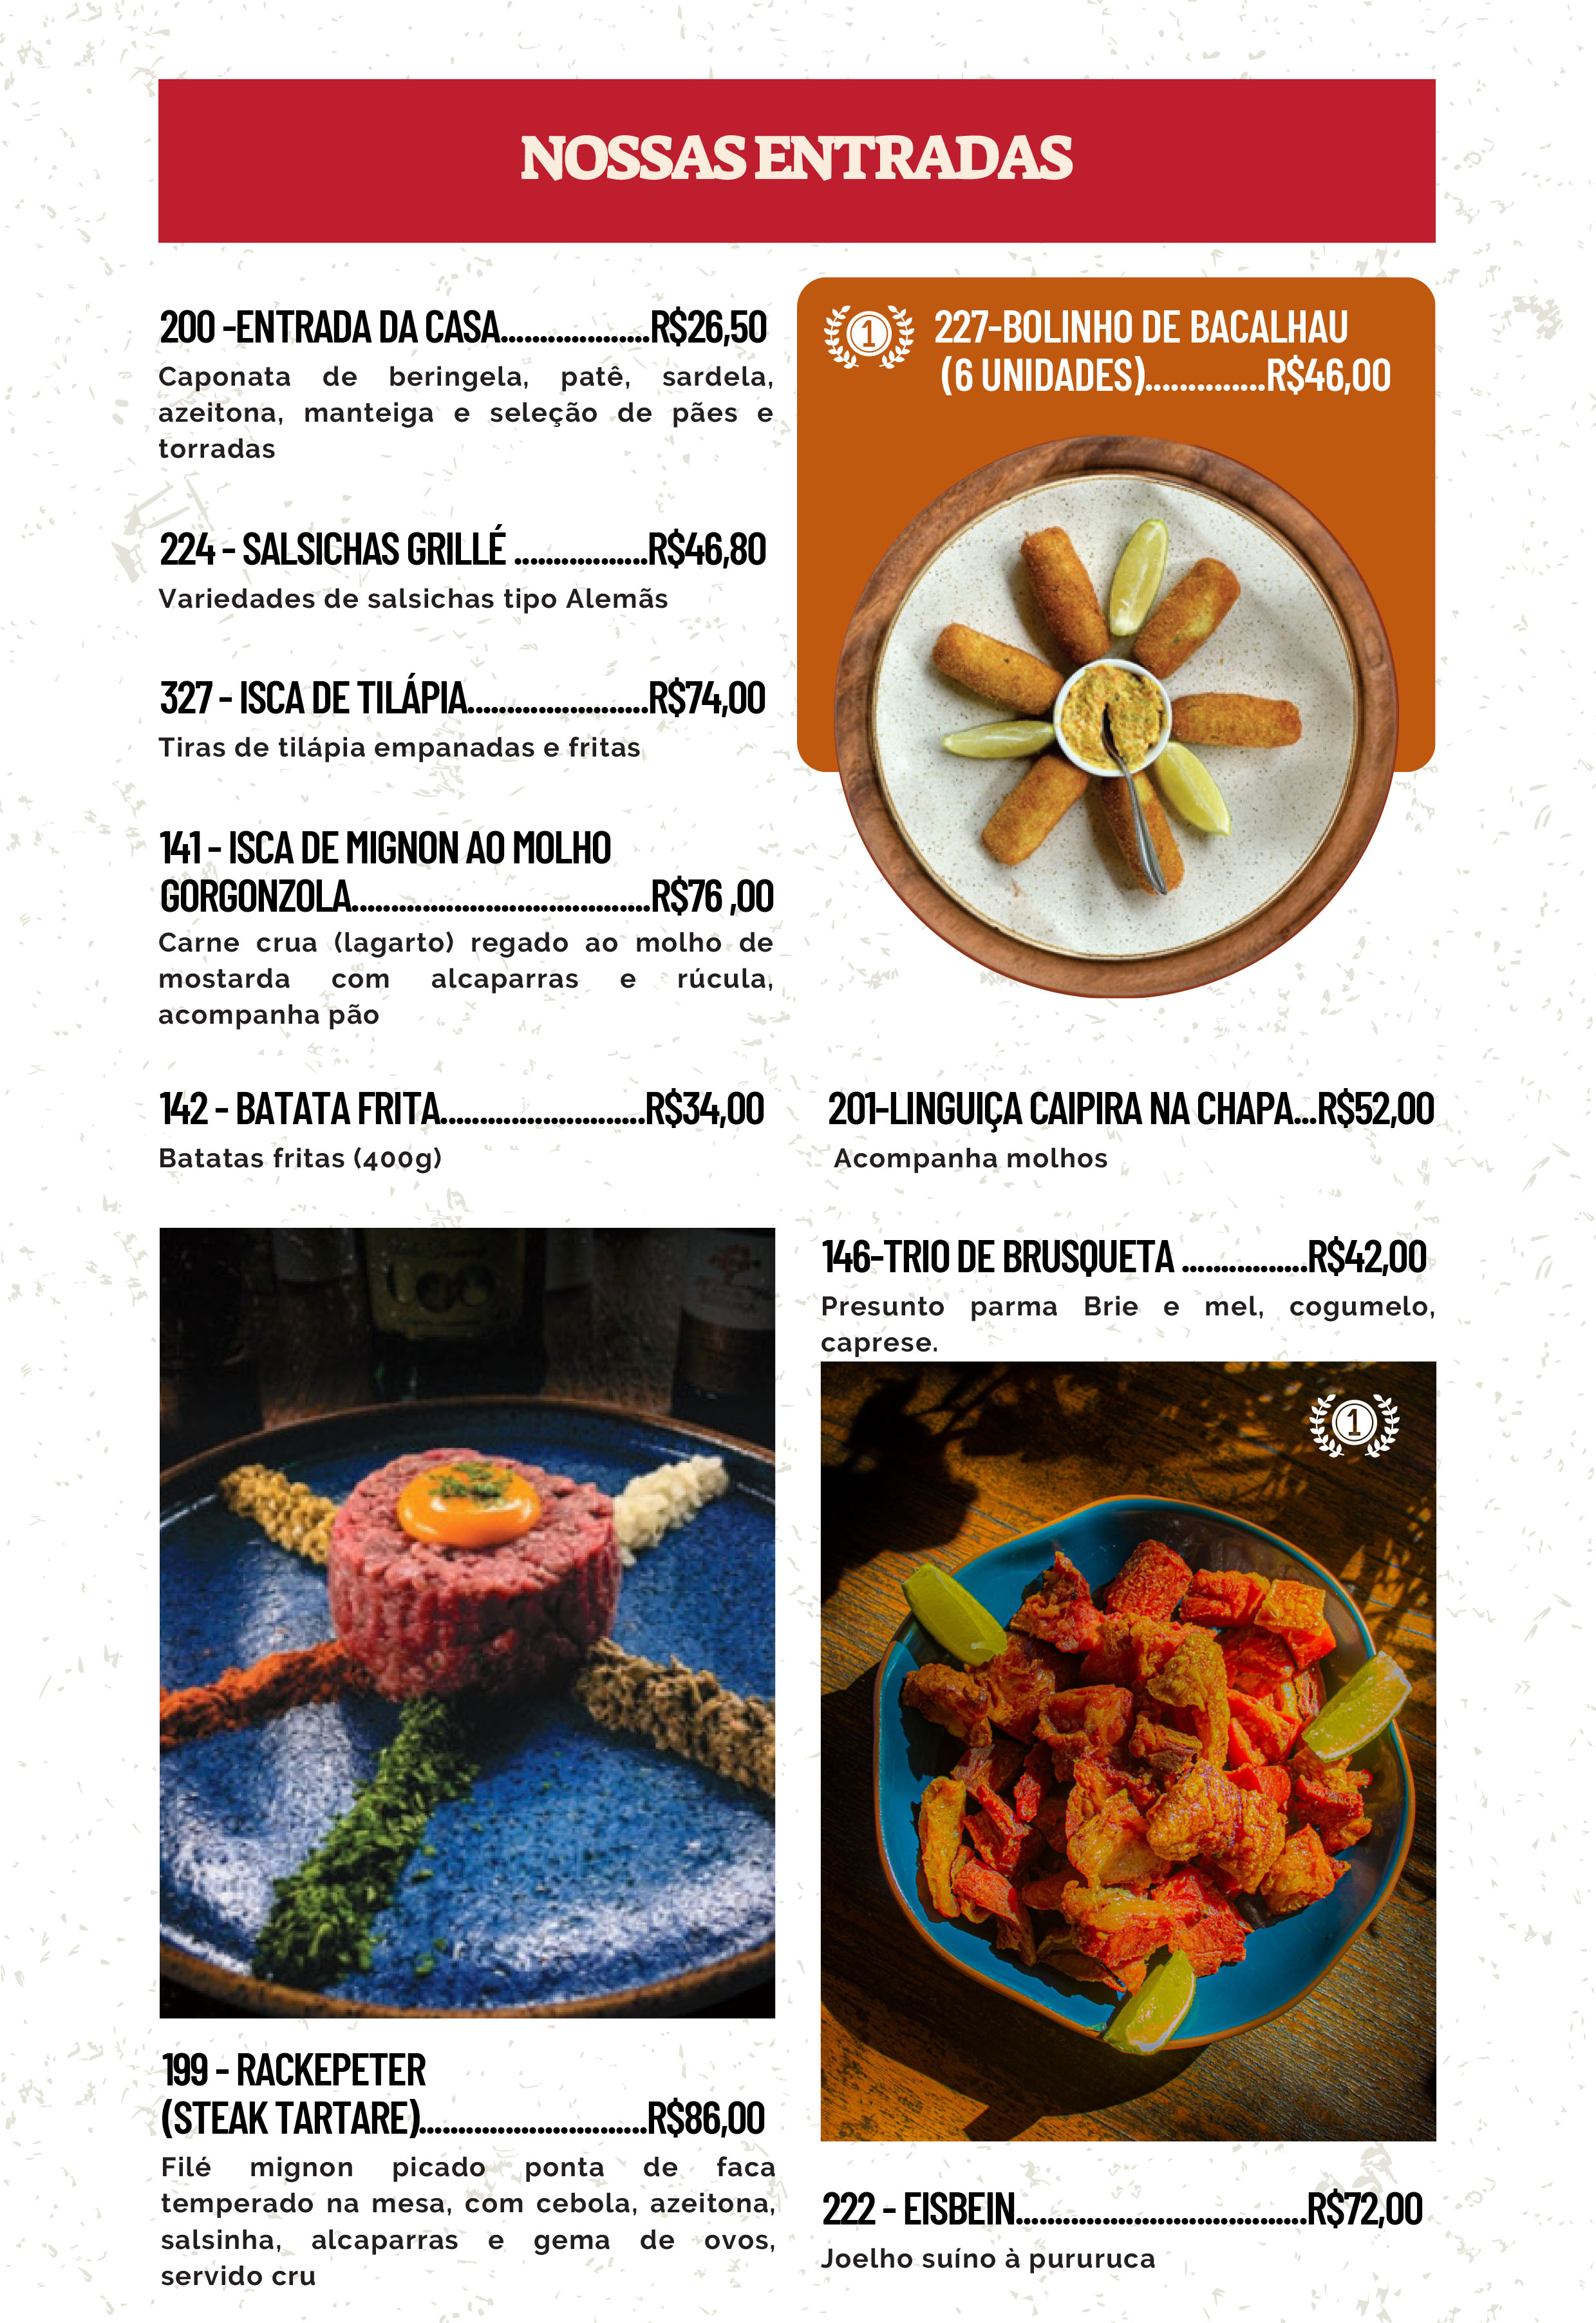 NOSSAS ENTRADAS
200 -ENTRADA DA CASA...................R$26,50
Caponata de beringela, patê, sardela,
azeitona, manteiga e seleção de pães e
torradas
224 - SALSICHAS GRILLÉ .................R$46,80
Variedades de salsichas tipo Alemãs
327 - ISCA DE TILÁPIA.......................R$74,00
Tiras de tilápia empanadas e fritas
141 - ISCA DE MIGNON AO MOLHO
GORGONZOLA......................................R$76 ,00
Carne crua (lagarto) regado ao molho de
mostarda com alcaparras e rúcula,
acompanha pão
142 - BATATA FRITA..........................R$34,00
Batatas fritas (400g)
199 - RACKEPETER
(STEAK TARTARE).............................R$86,00
Filé mignon picado ponta de faca
temperado na mesa, com cebola, azeitona,
salsinha, alcaparras e gema de ovos,
servido cru
1
227-BOLINHO DE BACALHAU
(6 UNIDADES)...............R$46,00
201-LINGUIÇA CAIPIRA NA CHAPA...R$52,00
Acompanha molhos
146-TRIO DE BRUSQUETA ................R$42,00
Presunto parma Brie e mel, cogumelo,
caprese.
1
222 - EISBEIN.....................................R$72,00
Joelho suíno à pururuca